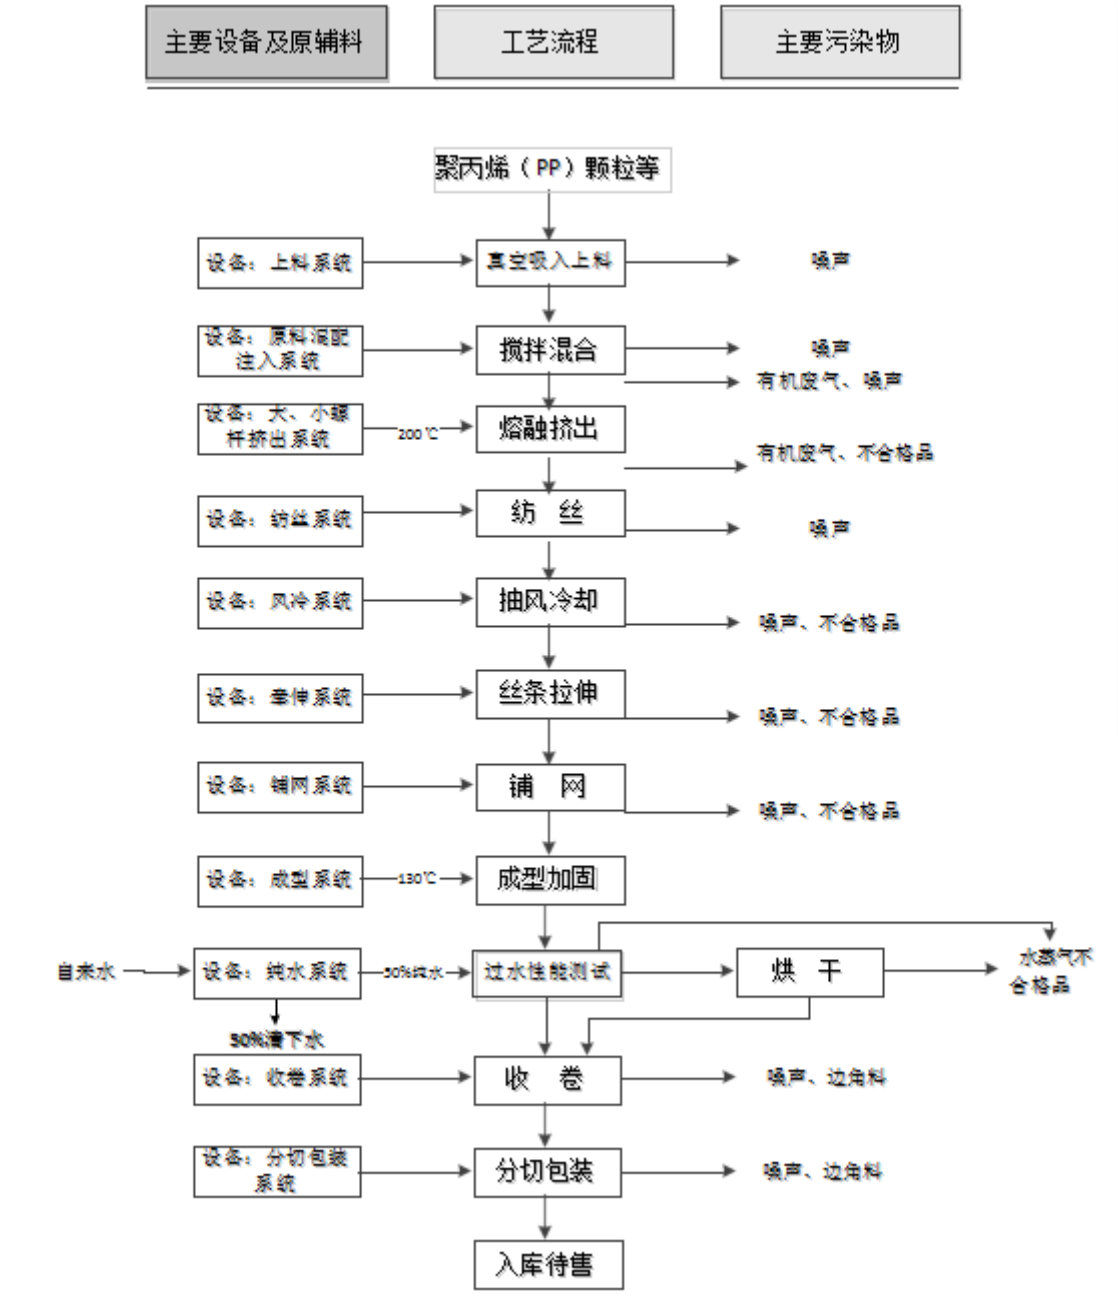 主要设备及原辅料
工艺流程
主要污染物
聚丙烯（PP）颗粒等
设备：上料系统
真空吸入上料
噪声
设备：原料混配
注入系统
搅拌混合
噪声
有机废气、噪声
设备：大、小螺
杆挤出系统
200℃
熔融挤出
有机废气、不合格品
设备：纺丝系统
纺 丝
噪声
设备：风冷系统
抽风冷却
噪声、不合格品
设备：牵伸系统
丝条拉伸
噪声、不合格品
设备：铺网系统
铺 网
噪声、不合格品
设备：成型系统
130℃
成型加固
自来水
设备：纯水系统
50%纯水
过水性能测试
烘 干
水蒸气不
合格品
50%清下水
设备：收卷系统
收 卷
噪声、边角料
设备：分切包装
系统
分切包装
噪声、边角料
入库待售